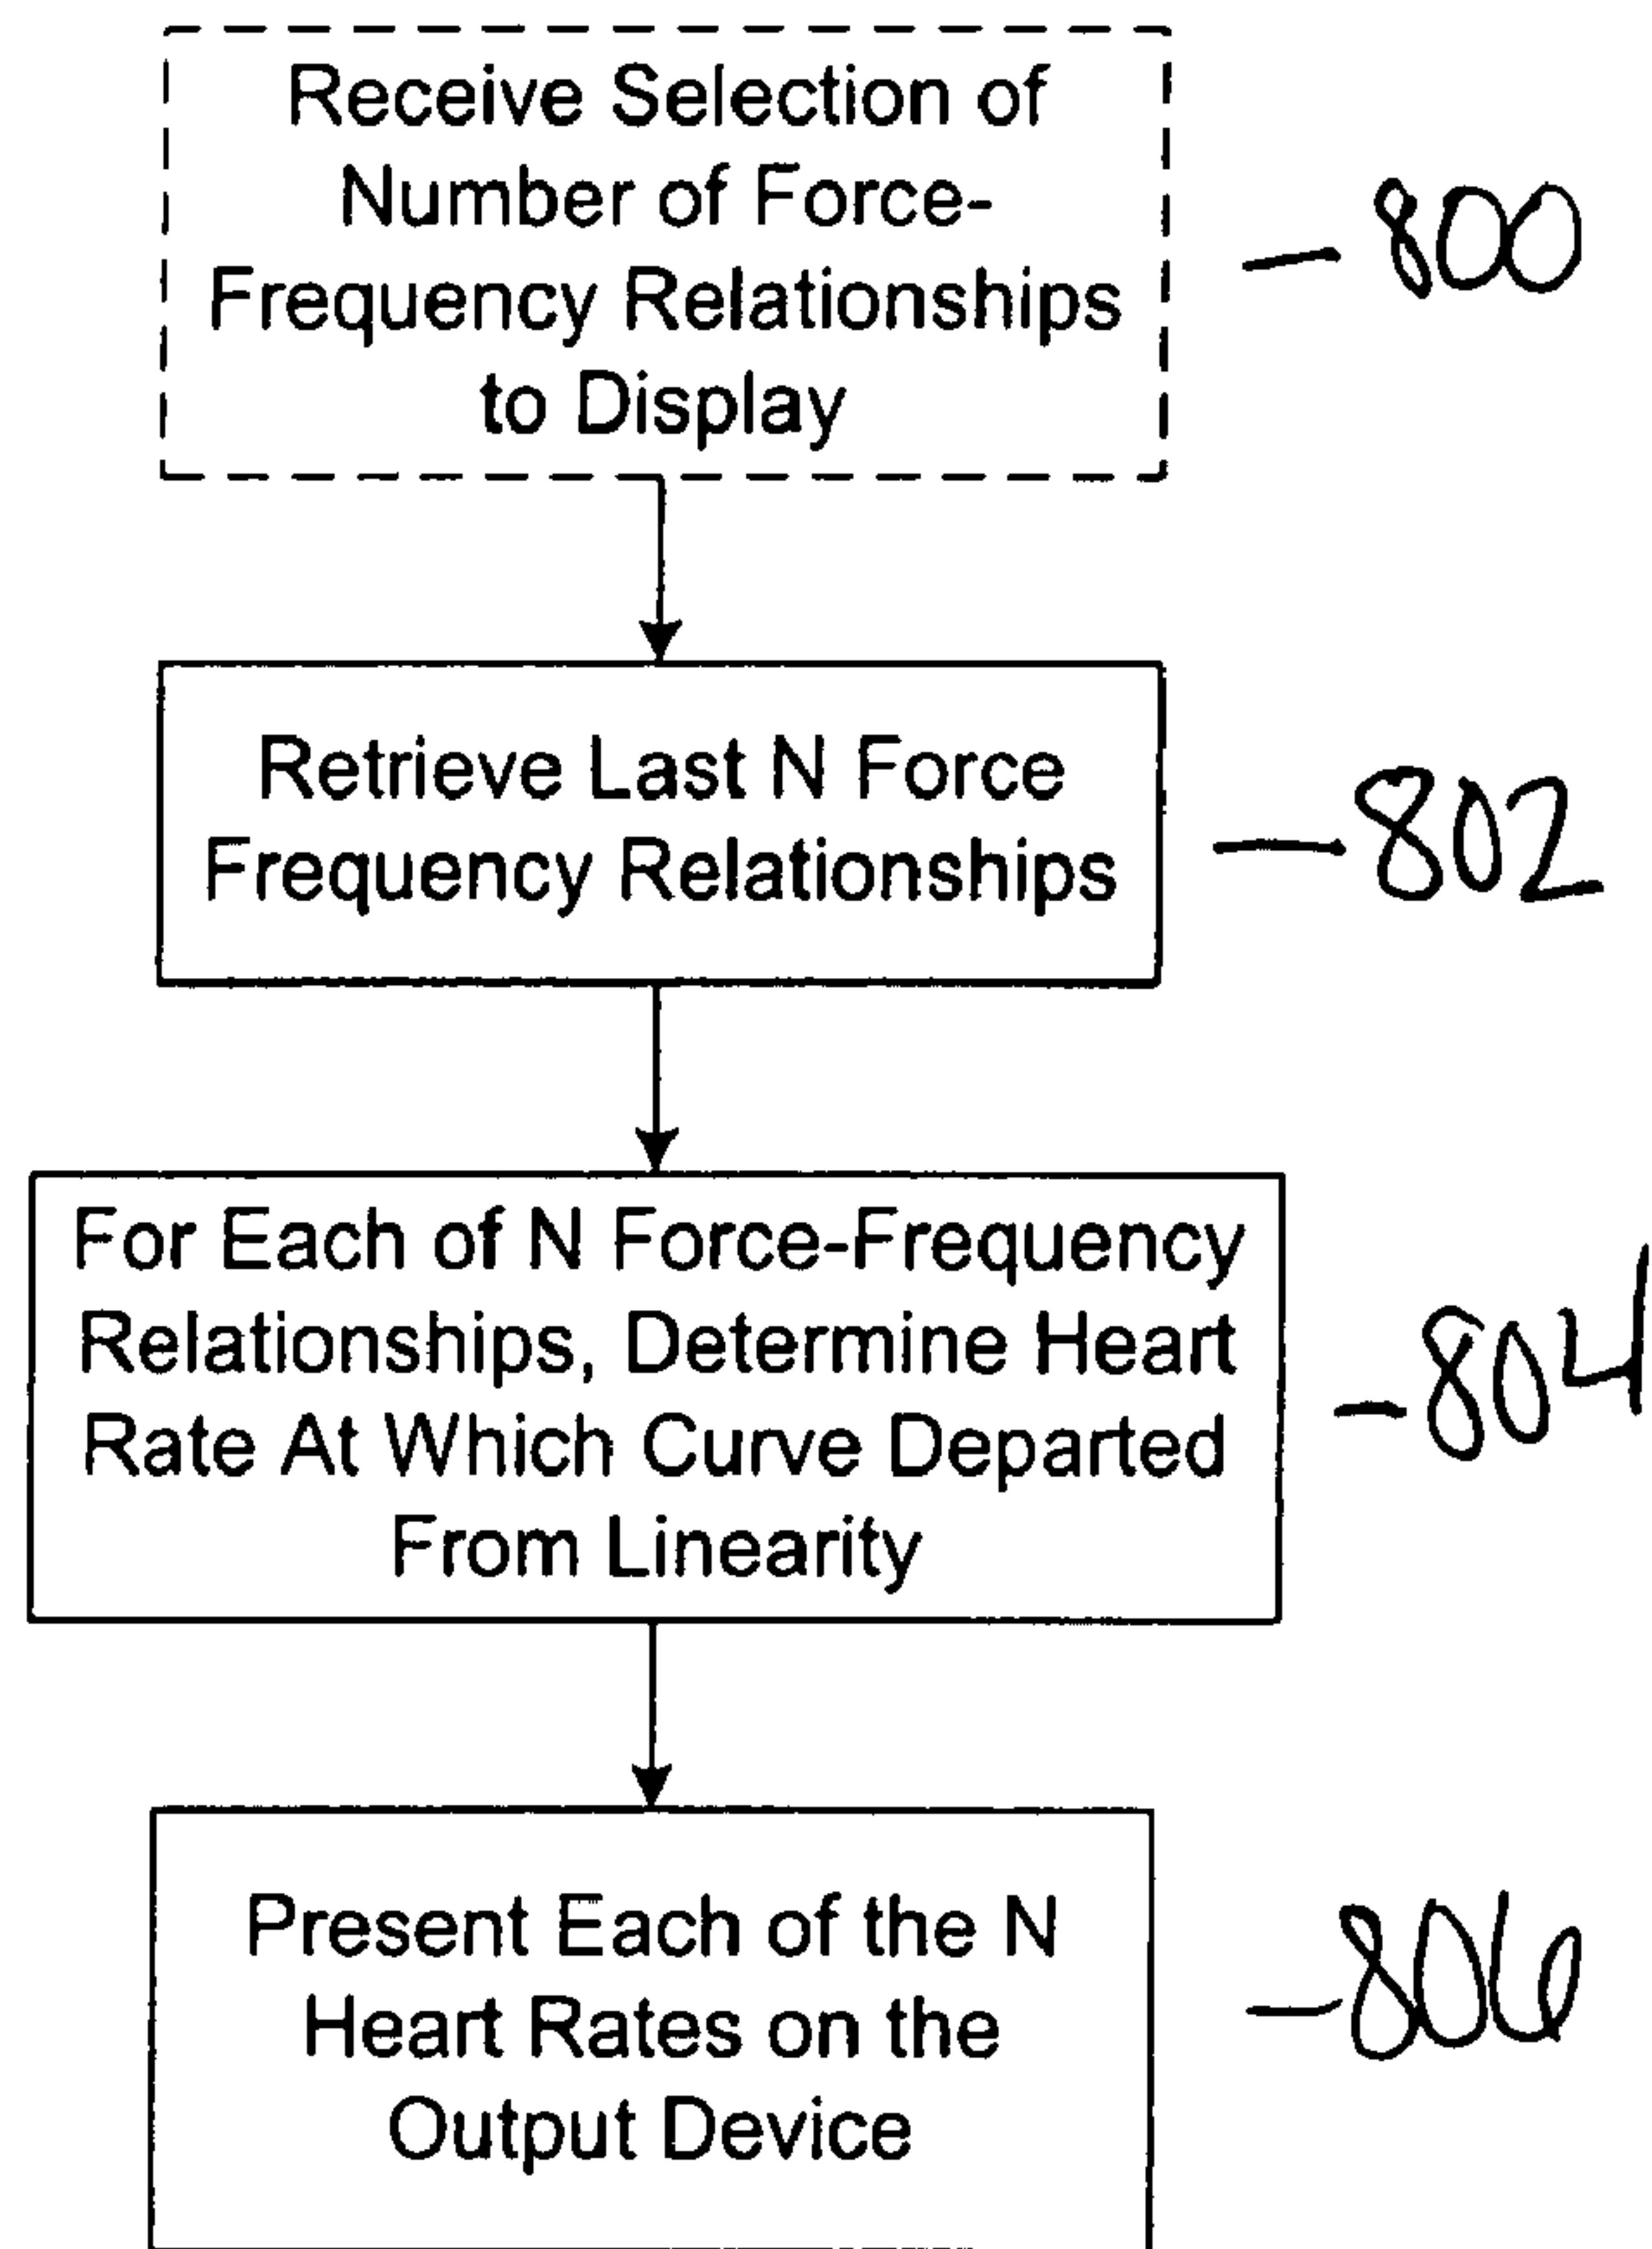 Receive Selection of
Number of Force-
Frequency Relationships
to Display
800
Retrieve Last N Force
Frequency Relationships
802
For Each of N Force-Frequency
Relationships, Determine Heart
Rate At Which Curve Departed
From Linearity
804
Present Each of the N
Heart Rates on the
Output Device
806